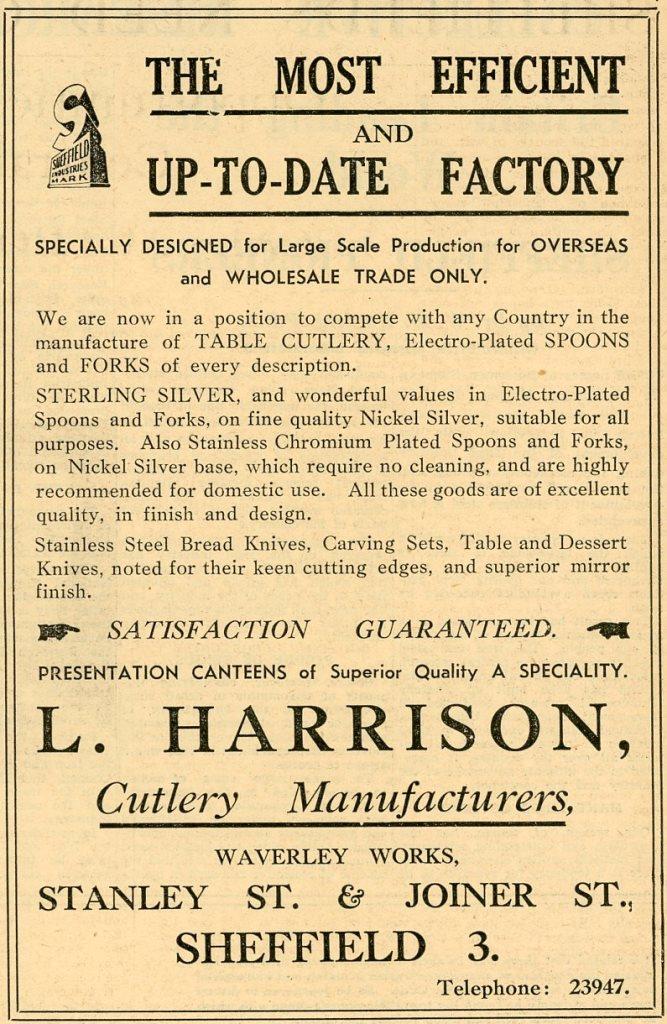 THE MOST EFFICIENT
AND
UP-TO-DATE FACTORY
S
SHEFFIELD
INDUSTRIES
MARK
SPECIALLY DESIGNED for Large Scale Production for OVERSEAS
and WHOLESALE TRADE ONLY.
We are now in a position to compete with any Country in the
manufacture of TABLE CUTLERY, Electro-Plated SPOONS
and FORKS of every description.
STERLING SILVER, and wonderful values in Electro-Plated
Spoons and Forks, on fine quality Nickel Silver, suitable for all
purposes. Also Stainless Chromium Plated Spoons and Forks,
on Nickel Silver base, which require no cleaning, and are highly
recommended for domestic use. All these goods are of excellent
quality, in finish and design.
Stainless Steel Bread Knives, Carving Sets, Table and Dessert
Knives, noted for their keen cutting edges, and superior mirror
finish.
SATISFACTION GUARANTEED.
PRESENTATION CANTEENS of Superior Quality A SPECIALITY.
L. HARRISON,
Cutlery Manufacturers,
WAVERLEY WORKS,
STANLEY ST. & JOINER ST.,
SHEFFIELD 3.
Telephone: 23947.